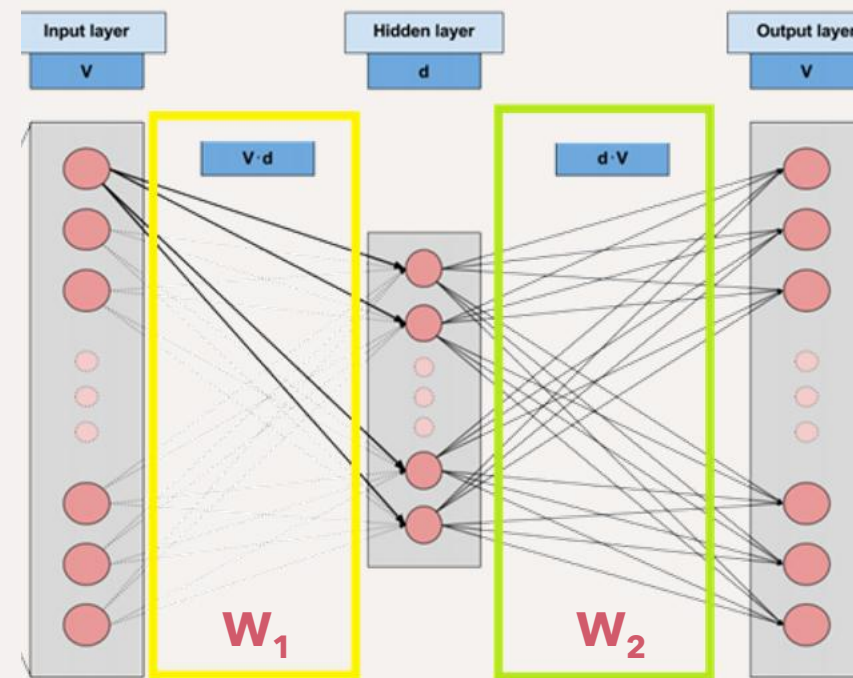 Input layer
V
Hidden layer
d
Output layer
V
V·d
d·V
W₁
W₂